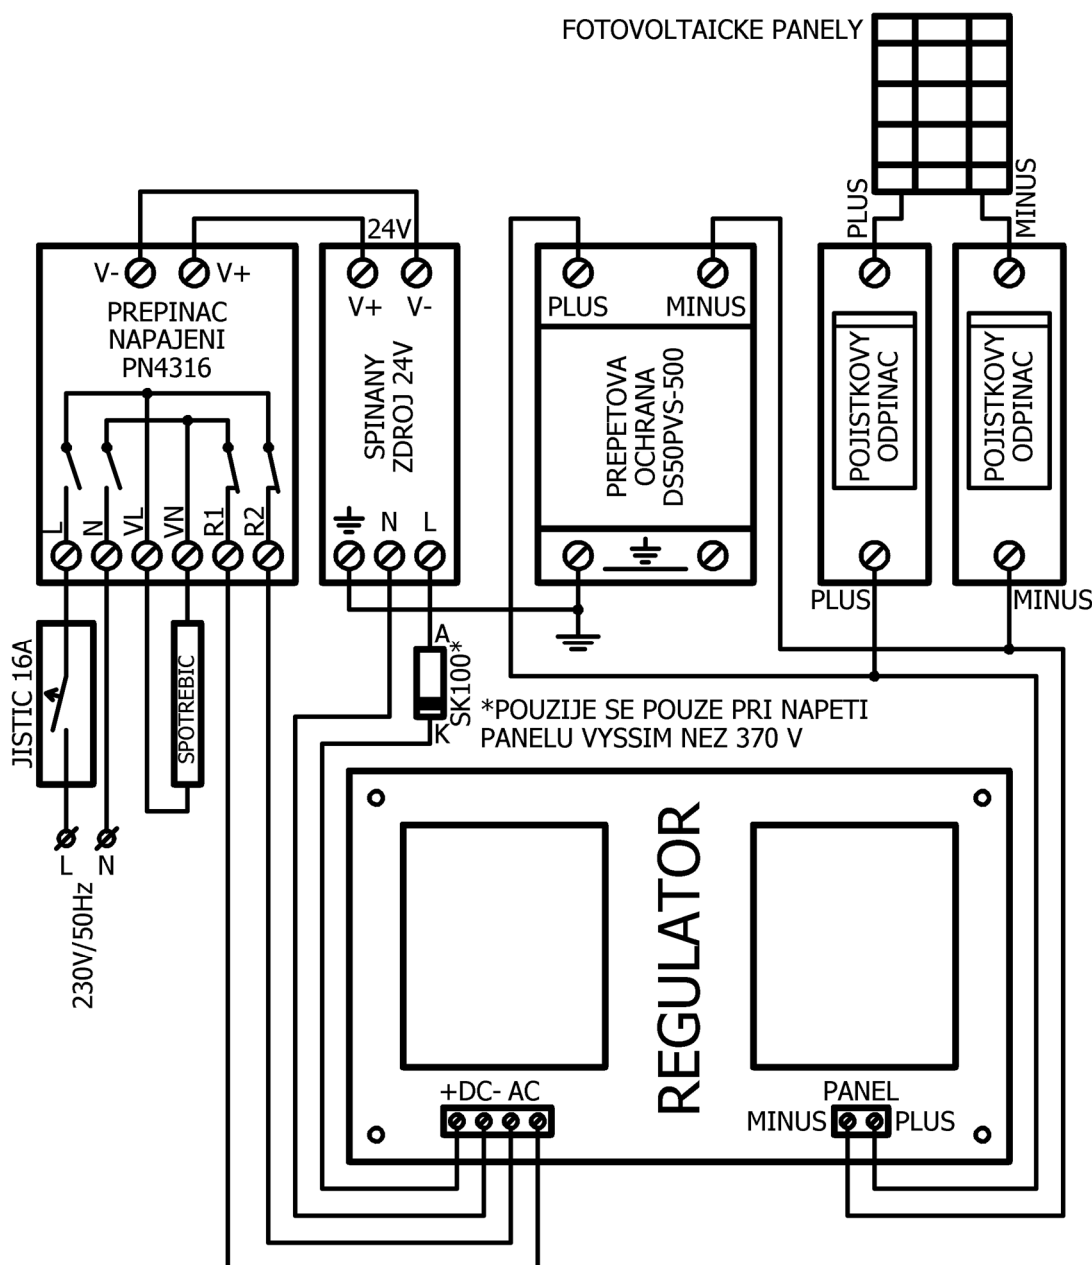 FOTOVOLTAICKE PANELY
PLUS
MINUS
24V
V-
V+
PREPINAC
NAPAJENI
PN4316
L
N
VL
VN
R1
R2
V+
V-
SPINANY
ZDROJ 24V
N
L
PLUS
MINUS
PREPETOVA
OCHRANA
DS50PVS-500
POJISTKOVY
ODPINAC
POJISTKOVY
ODPINAC
PLUS
MINUS
JISTIC 16A
SPOTREBIC
A
SK100*
K
*POUZIJE SE POUZE PRI NAPETI
PANELU VYSSIM NEZ 370 V
L
N
230V/50Hz
REGULATOR
+DC- AC
PANEL
MINUS
PLUS